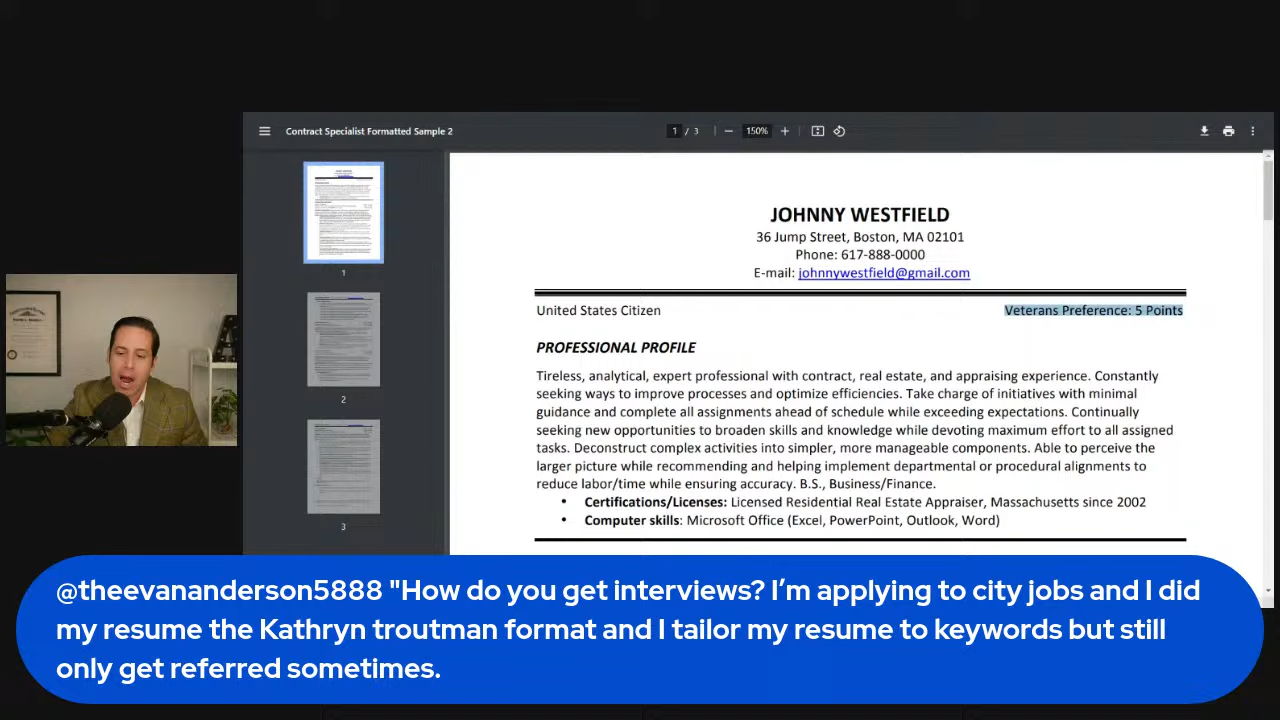 Contract Specialist Formatted Sample 2
1 / 3
150%
1
2
3
JOHNNY WESTFIELD
36 Jump Street, Boston, MA 02101
Phone: 617-888-0000
E-mail: johnnywestfield@gmail.com
United States Citizen
Veterans Preference: 5 Points
PROFESSIONAL PROFILE
Tireless, analytical, expert professional with contract, real estate, and appraising experience. Constantly
seeking ways to improve processes and optimize efficiencies. Take charge of initiatives with minimal
guidance and complete all assignments ahead of schedule while exceeding expectations. Continually
seeking new opportunities to broaden skills and knowledge while devoting maximum effort to all assigned
tasks. Deconstruct complex activities into simpler, more manageable components. Able to perceive the
larger picture while recommending and helping implement departmental or procedural alignments to
reduce labor/time while ensuring accuracy. B.S., Business/Finance.
• Certifications/Licenses: Licensed Residential Real Estate Appraiser, Massachusetts since 2002
• Computer skills: Microsoft Office (Excel, PowerPoint, Outlook, Word)
@theevananderson5888 "How do you get interviews? I’m applying to city jobs and I did
my resume the Kathryn troutman format and I tailor my resume to keywords but still
only get referred sometimes.